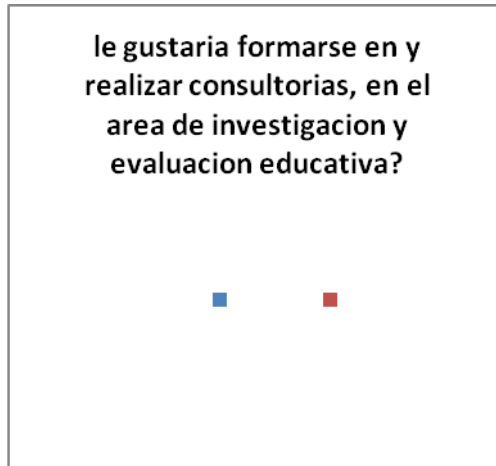 le gustaria formarse en y
realizar consultorias, en el
area de investigacion y
evaluacion educativa?